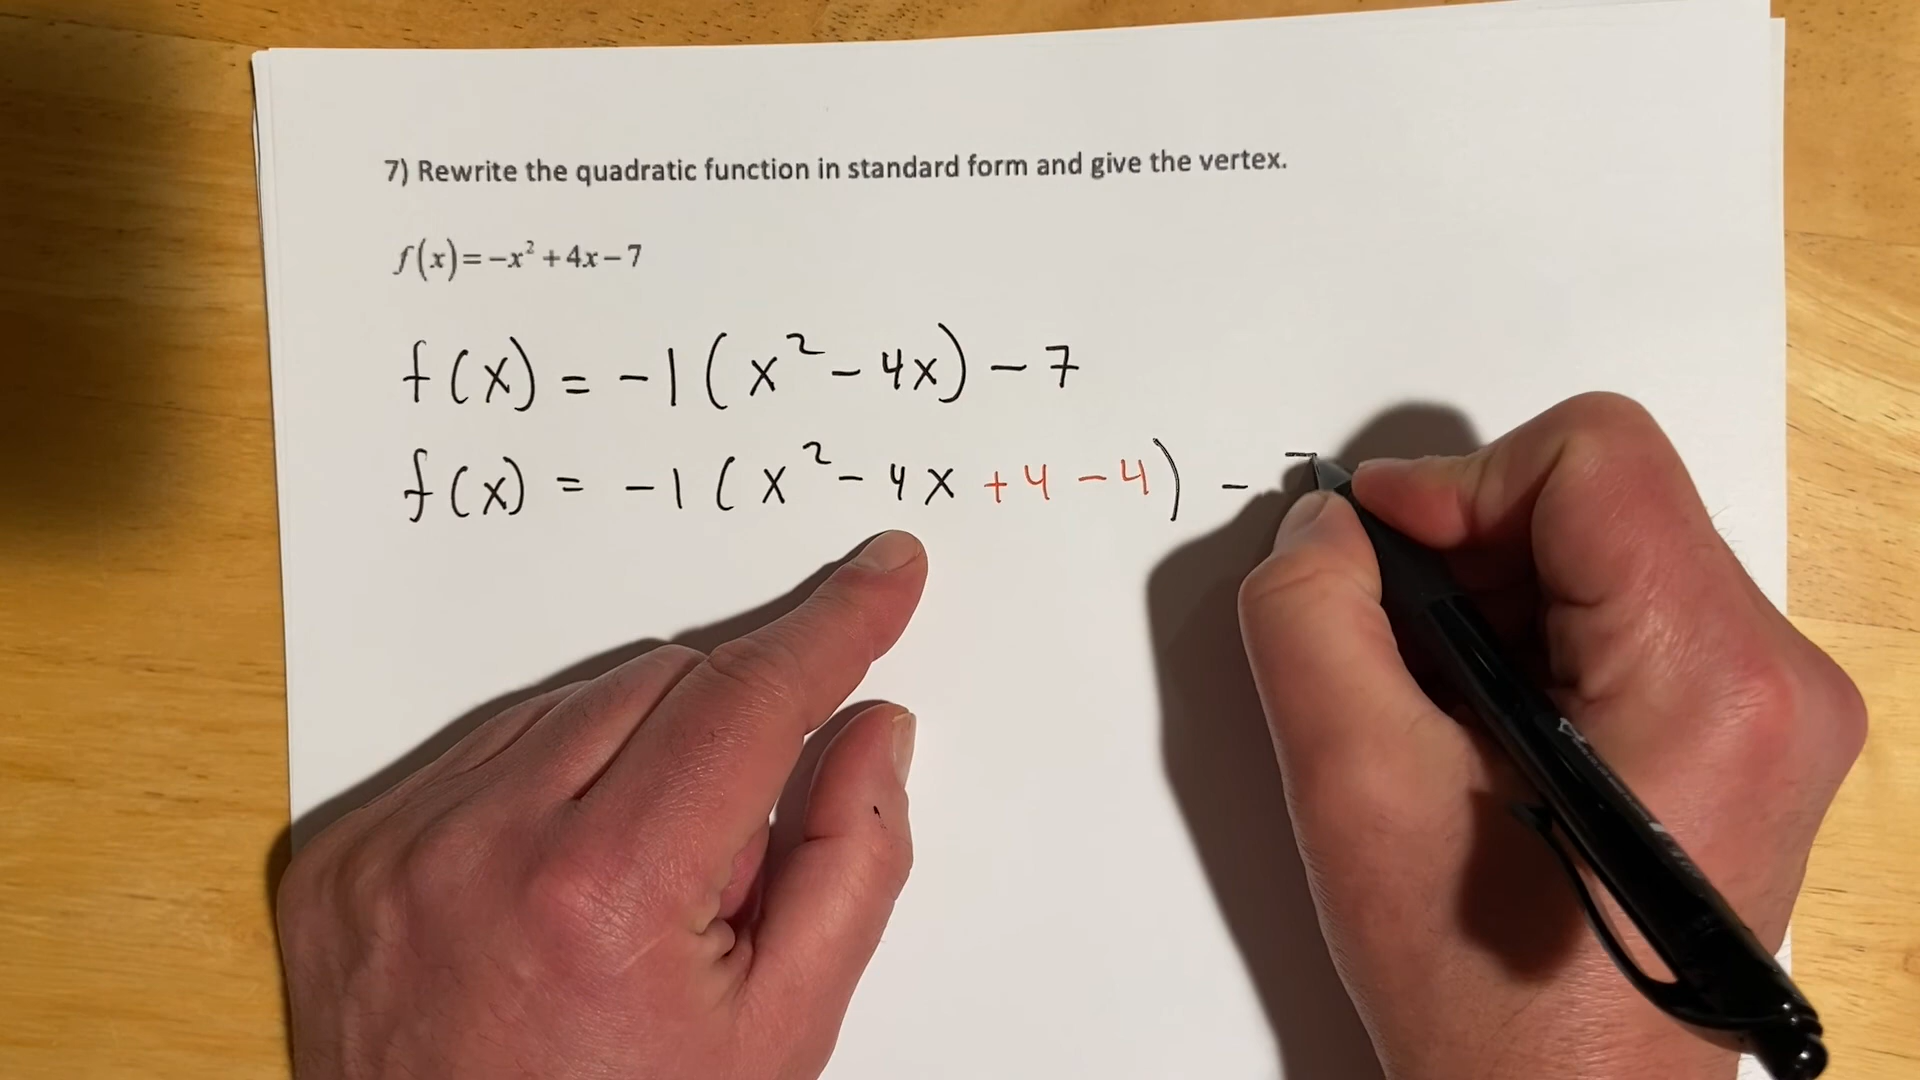 7) Rewrite the quadratic function in standard form and give the vertex.
f(x)=−x²+4x−7
f(x) = −1(x²−4x)−7
f(x) = −1(x²−4x+4−4) −